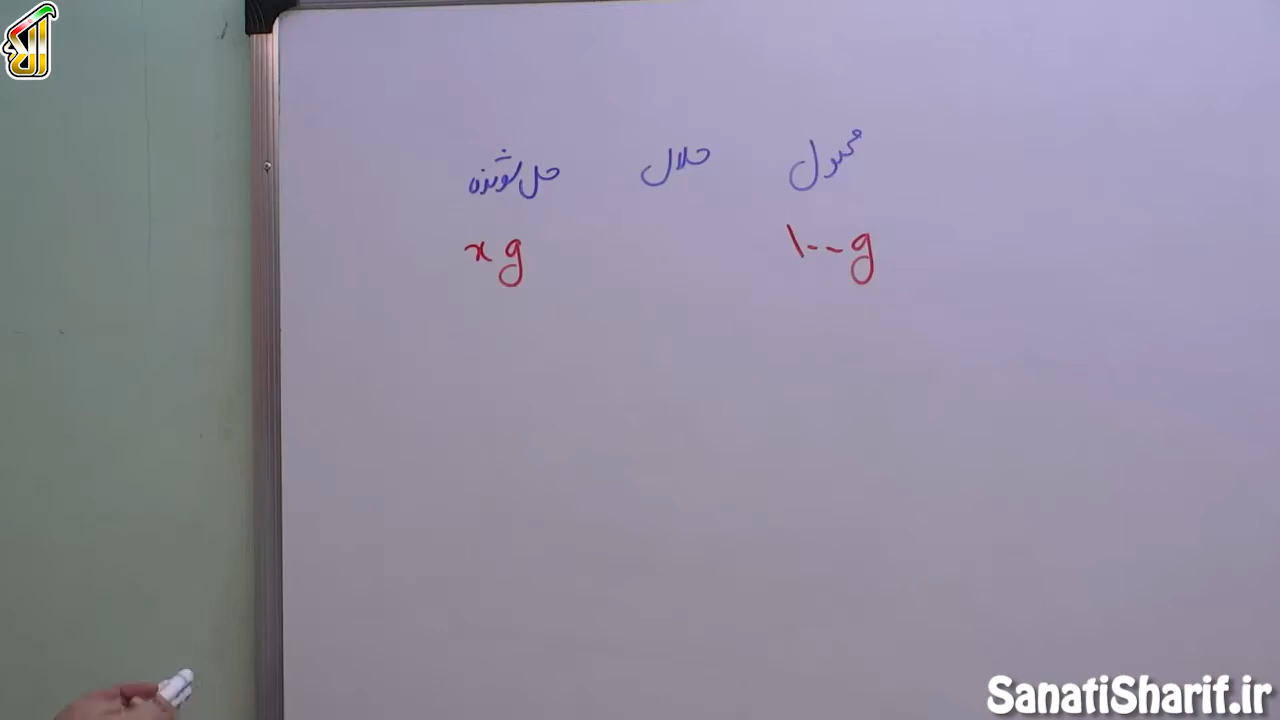 محلول حلال حل شونده
۱۰۰ g x g
SanatiSharif.ir